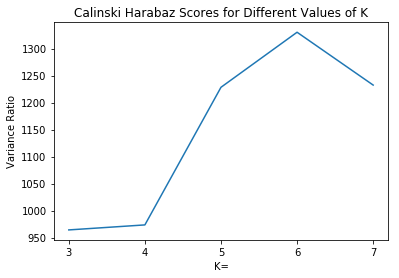 Calinski Harabaz Scores for Different Values of K
Variance Ratio
1300
1250
1200
1150
1100
1050
1000
950
3 4 5 6 7
K=